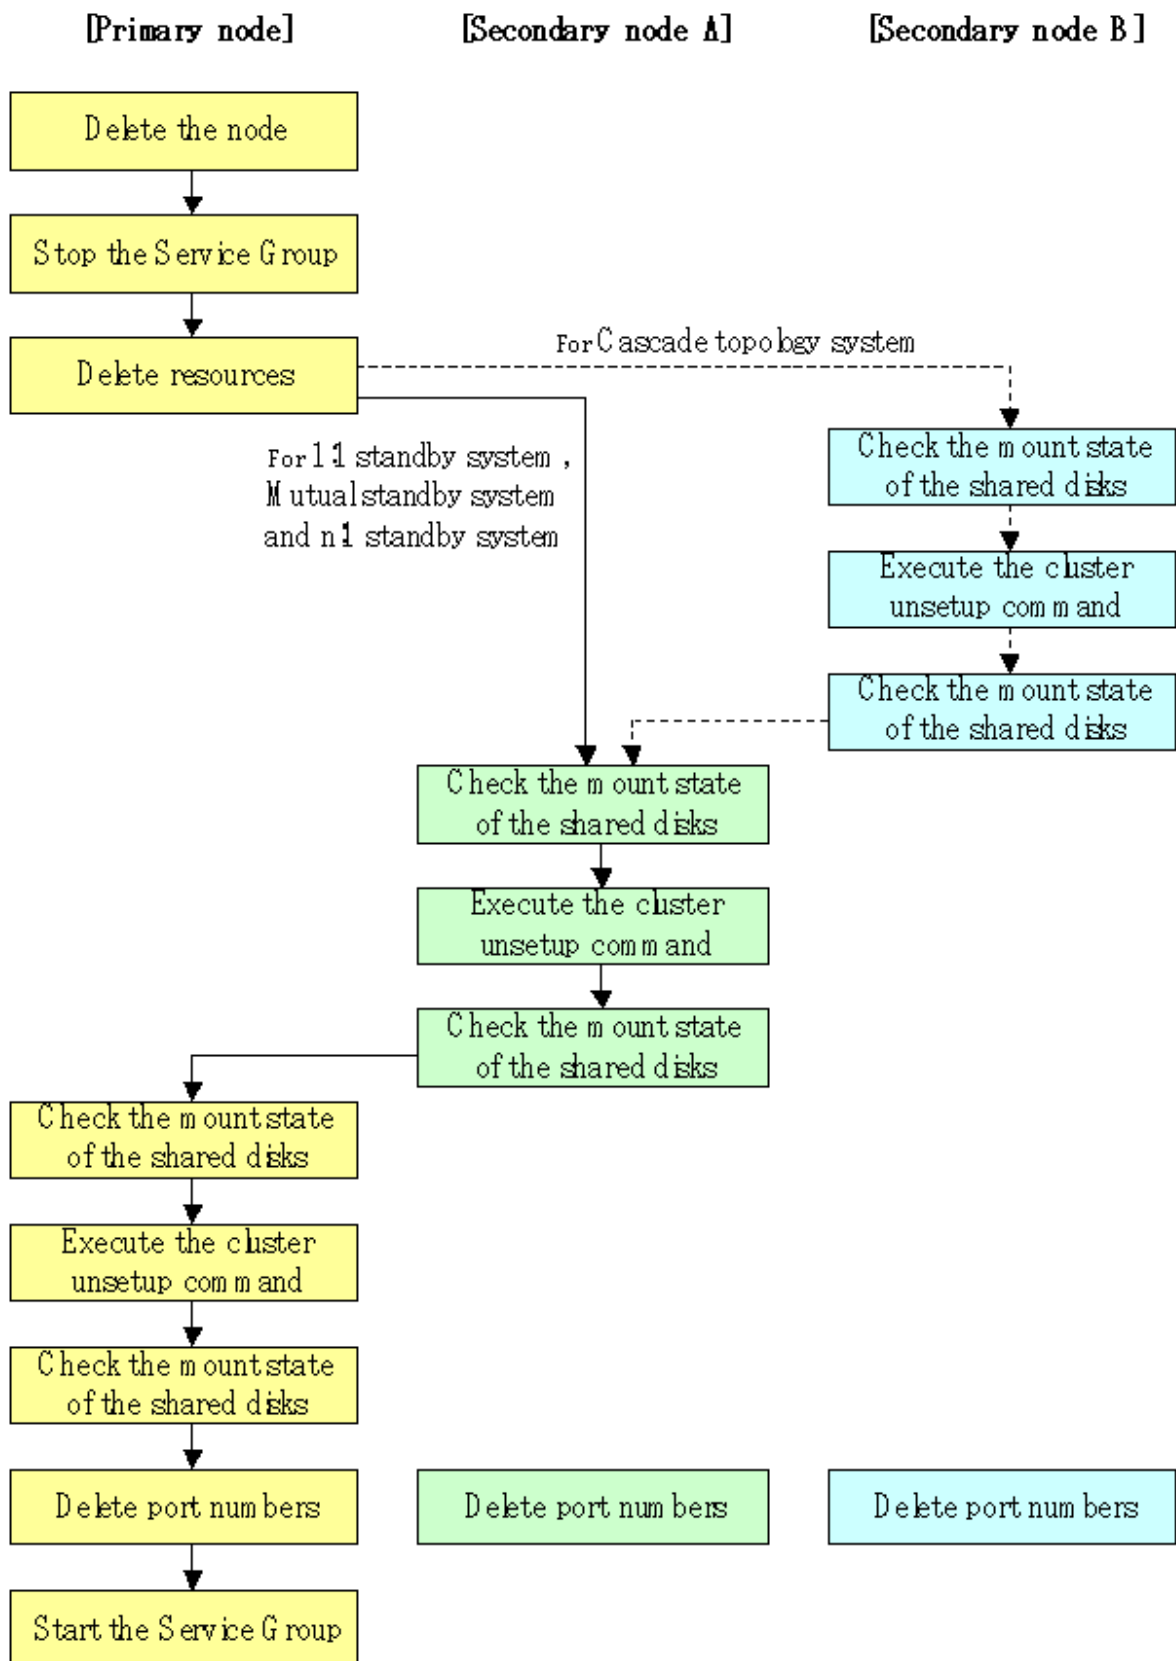 [Primary node] [Secondary node A] [Secondary node B]
Delete the node
Stop the Service Group
Delete resources
For Cascade topology system
For 1:1 standby system ,
Mutual standby system
and n:1 standby system
Check the mount state
of the shared disks
Execute the cluster
unsetup command
Check the mount state
of the shared disks
Check the mount state
of the shared disks
Execute the cluster
unsetup command
Check the mount state
of the shared disks
Check the mount state
of the shared disks
Execute the cluster
unsetup command
Check the mount state
of the shared disks
Delete port numbers Delete port numbers Delete port numbers
Start the Service Group